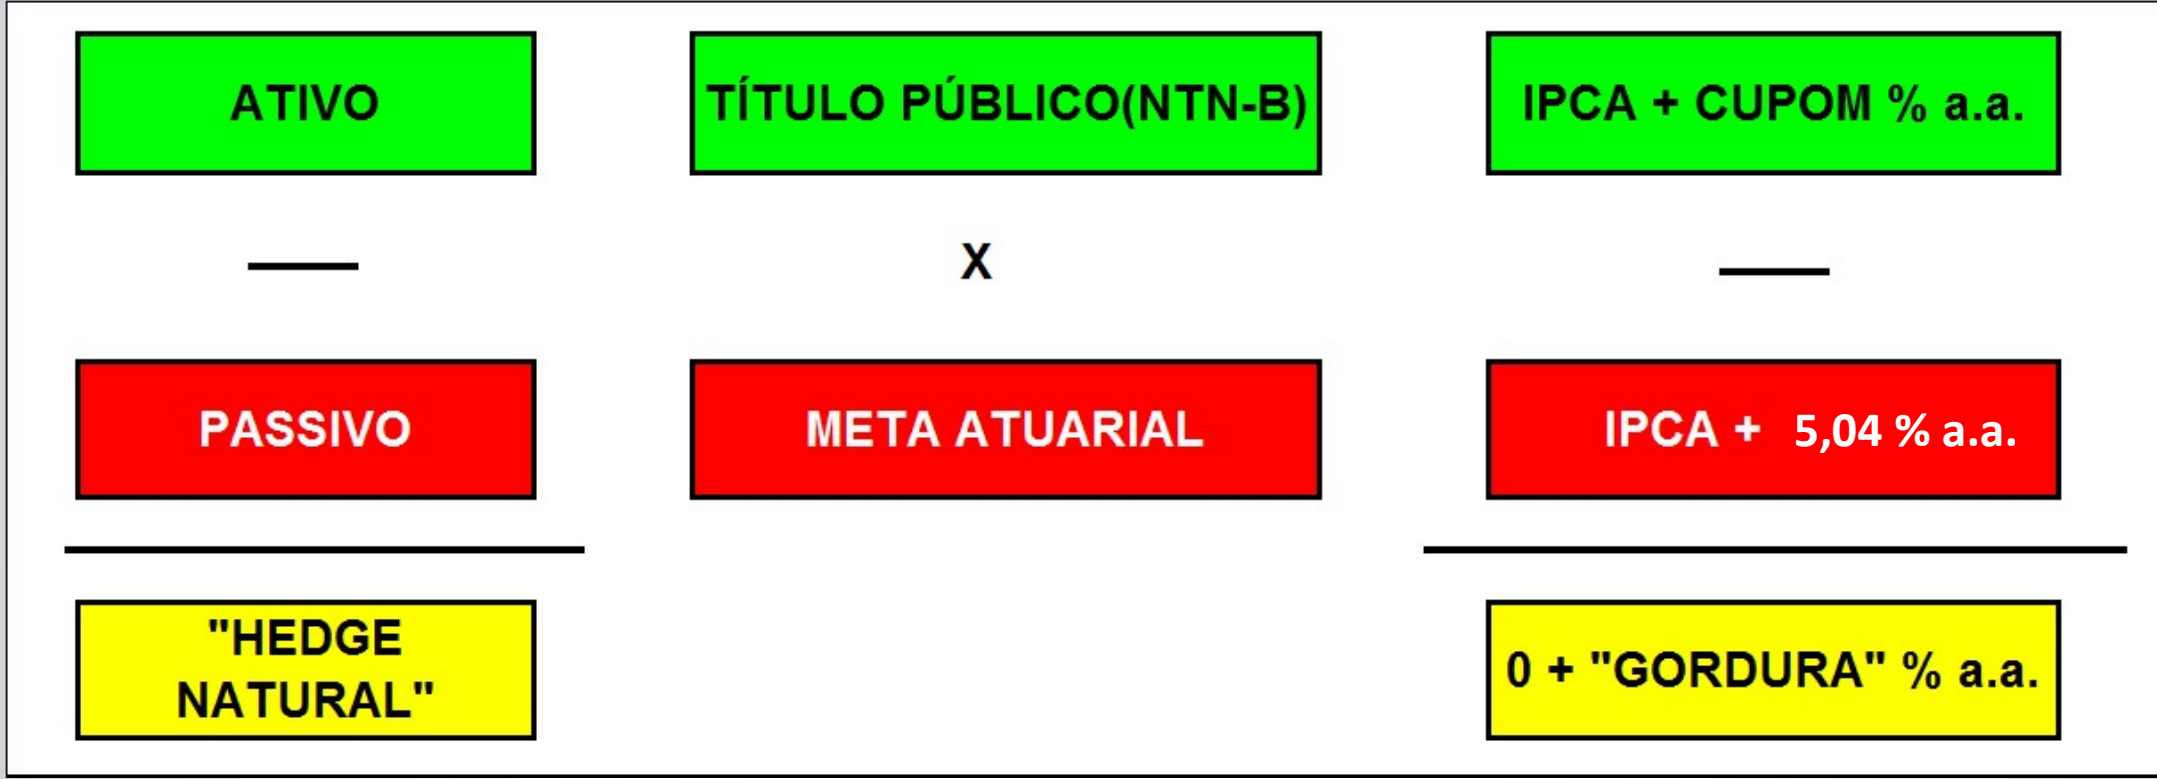 ATIVO
TÍTULO PÚBLICO(NTN-B)
IPCA + CUPOM % a.a.
X
PASSIVO
META ATUARIAL
IPCA + 5,04 % a.a.
"HEDGE
NATURAL"
0 + "GORDURA" % a.a.